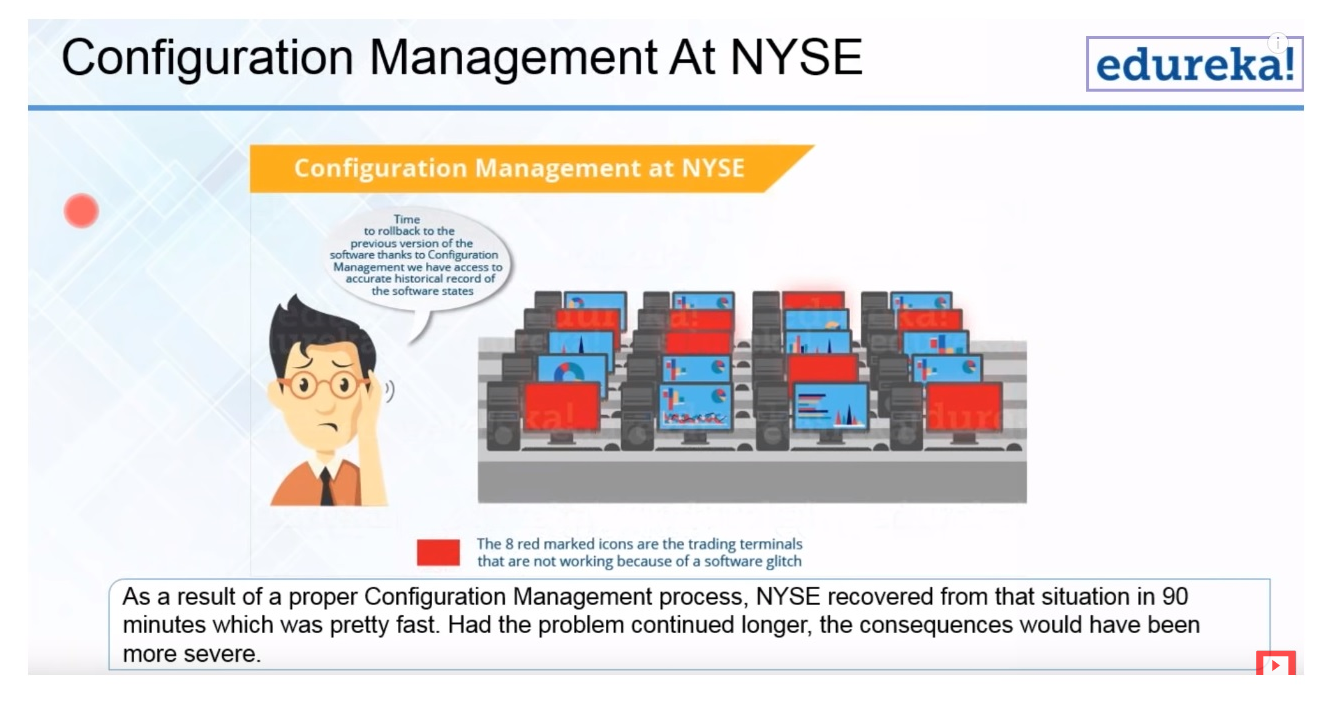 Configuration Management At NYSE
edureka!
Configuration Management at NYSE
Time
to rollback to the
previous version of the
software thanks to Configuration
Management we have access to
accurate historical record of
the software states
The 8 red marked icons are the trading terminals
that are not working because of a software glitch
As a result of a proper Configuration Management process, NYSE recovered from that situation in 90
minutes which was pretty fast. Had the problem continued longer, the consequences would have been
more severe.